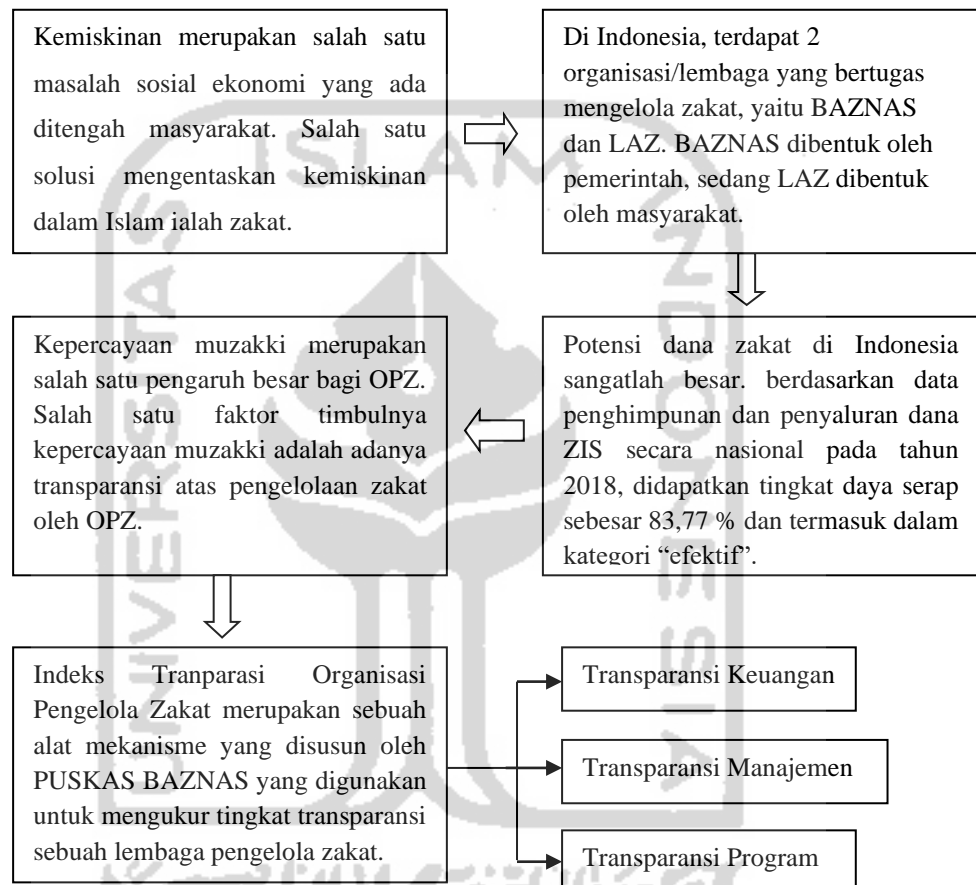 Kemiskinan merupakan salah satu
masalah sosial ekonomi yang ada
ditengah masyarakat. Salah satu
solusi mengentaskan kemiskinan
dalam Islam ialah zakat.
Di Indonesia, terdapat 2
organisasi/lembaga yang bertugas
mengelola zakat, yaitu BAZNAS
dan LAZ. BAZNAS dibentuk oleh
pemerintah, sedang LAZ dibentuk
oleh masyarakat.
Potensi dana zakat di Indonesia
sangatlah besar. berdasarkan data
penghimpunan dan penyaluran dana
ZIS secara nasional pada tahun
2018, didapatkan tingkat daya serap
sebesar 83,77 % dan termasuk dalam
kategori “efektif”.
Kepercayaan muzakki merupakan
salah satu pengaruh besar bagi OPZ.
Salah satu faktor timbulnya
kepercayaan muzakki adalah adanya
transparansi atas pengelolaan zakat
oleh OPZ.
Indeks Tranparasi Organisasi
Pengelola Zakat merupakan sebuah
alat mekanisme yang disusun oleh
PUSKAS BAZNAS yang digunakan
untuk mengukur tingkat transparansi
sebuah lembaga pengelola zakat.
Transparansi Keuangan
Transparansi Manajemen
Transparansi Program
UNIVERSITAS
ISLAM
INDONESIA